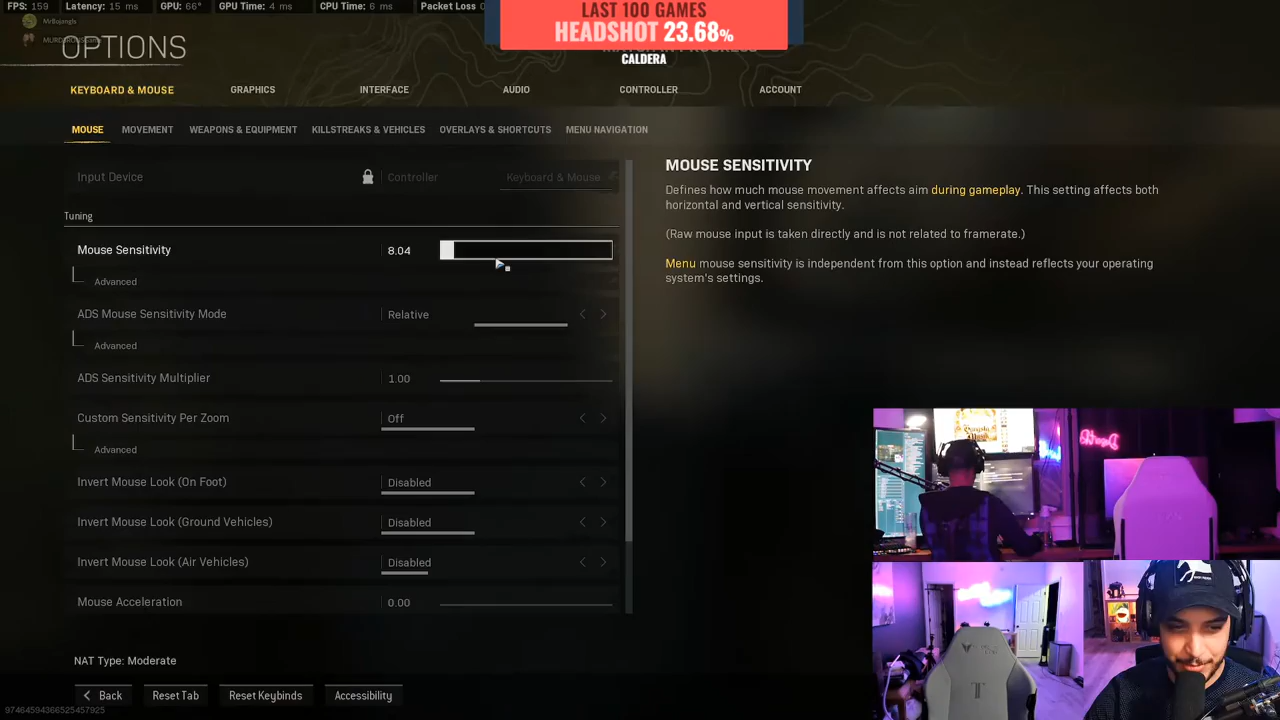 FPS: 159 Latency: 15 ms GPU: 66° GPU Time: 4 ms CPU Time: 6 ms Packet Loss
LAST 100 GAMES
HEADSHOT 23.68%
CALDERA
MrBojangls
OPTIONS
KEYBOARD & MOUSE GRAPHICS INTERFACE AUDIO CONTROLLER ACCOUNT
MOUSE MOVEMENT WEAPONS & EQUIPMENT KILLSTREAKS & VEHICLES OVERLAYS & SHORTCUTS MENU NAVIGATION
Input Device Controller Keyboard & Mouse
Tuning
Mouse Sensitivity 8.04
Advanced
ADS Mouse Sensitivity Mode Relative
Advanced
ADS Sensitivity Multiplier 1.00
Custom Sensitivity Per Zoom Off
Advanced
Invert Mouse Look (On Foot) Disabled
Invert Mouse Look (Ground Vehicles) Disabled
Invert Mouse Look (Air Vehicles) Disabled
Mouse Acceleration 0.00
MOUSE SENSITIVITY
Defines how much mouse movement affects aim during gameplay. This setting affects both
horizontal and vertical sensitivity.
(Raw mouse input is taken directly and is not related to framerate.)
Menu mouse sensitivity is independent from this option and instead reflects your operating
system's settings.
NAT Type: Moderate
Back Reset Tab Reset Keybinds Accessibility
97464594366525457925